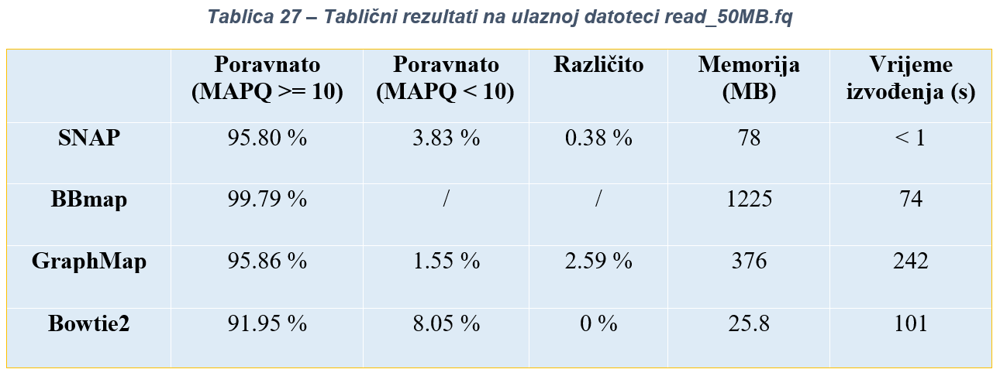 Tablica 27 – Tablični rezultati na ulaznoj datoteci read_50MB.fq
Poravnato (MAPQ >= 10) Poravnato (MAPQ < 10) Različito Memorija (MB) Vrijeme izvođenja (s)
SNAP 95.80 % 3.83 % 0.38 % 78 < 1
BBmap 99.79 % / / 1225 74
GraphMap 95.86 % 1.55 % 2.59 % 376 242
Bowtie2 91.95 % 8.05 % 0 % 25.8 101